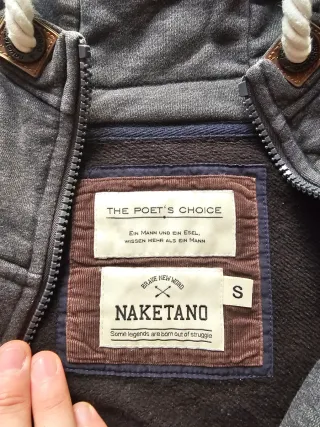 THE POET'S CHOICE
EIN MANN UND EIN ESEL,
WISSEN MEHR ALS EIN MANN
BRAVE NEW WORD
NAKETANO
Some legends are born out of struggle
S